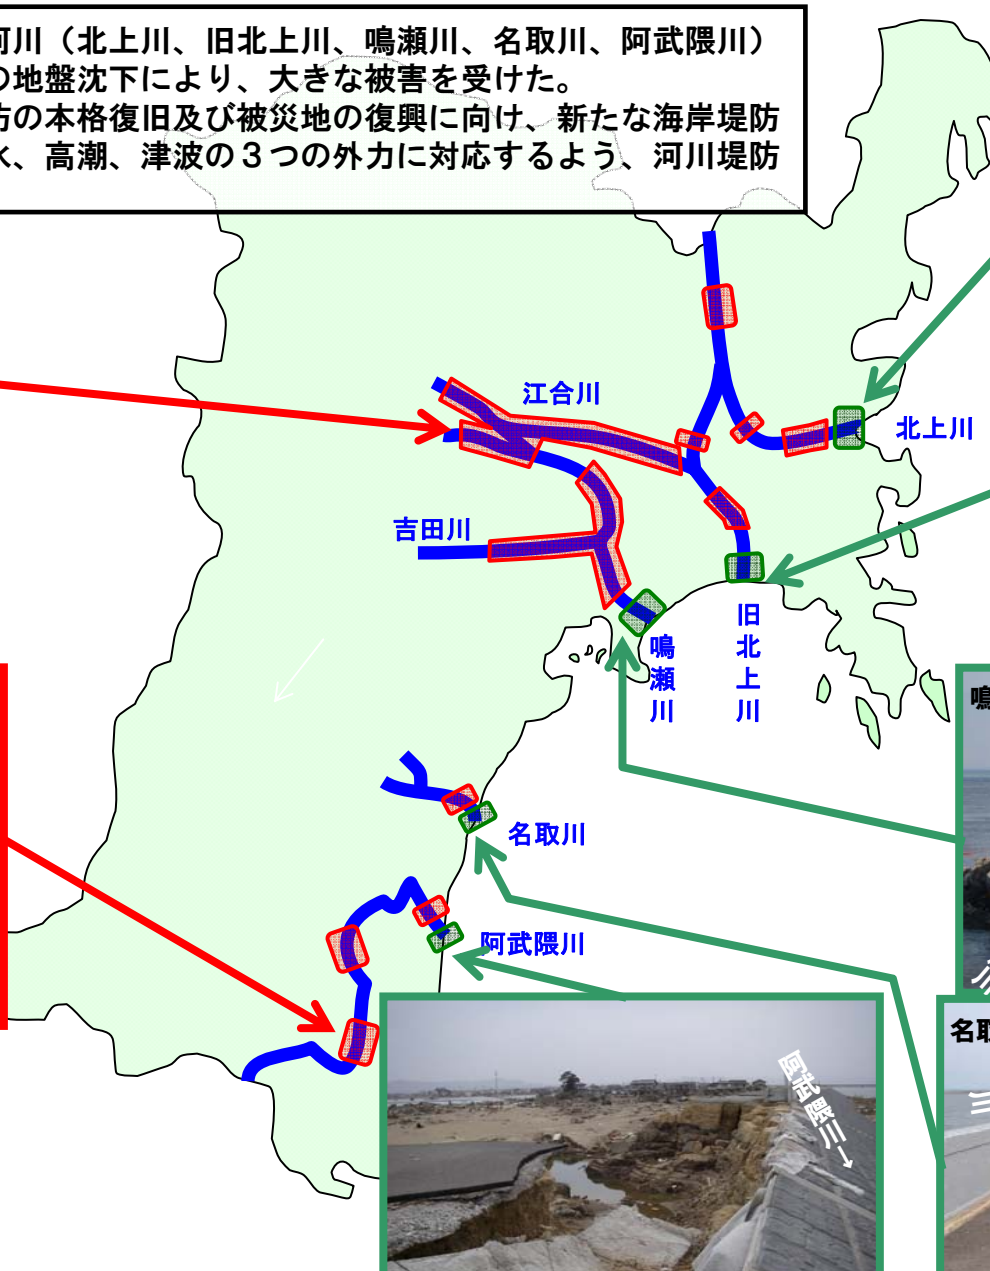 河川（北上川、旧北上川、鳴瀬川、名取川、阿武隈川）
の地盤沈下により、大きな被害を受けた。
防の本格復旧及び被災地の復興に向け、新たな海岸堤防
水、高潮、津波の３つの外力に対応するよう、河川堤防
江合川
北上川
吉田川
旧北上川
鳴瀬川
鳴
名取川
阿武隈川
名取
阿武隈川→